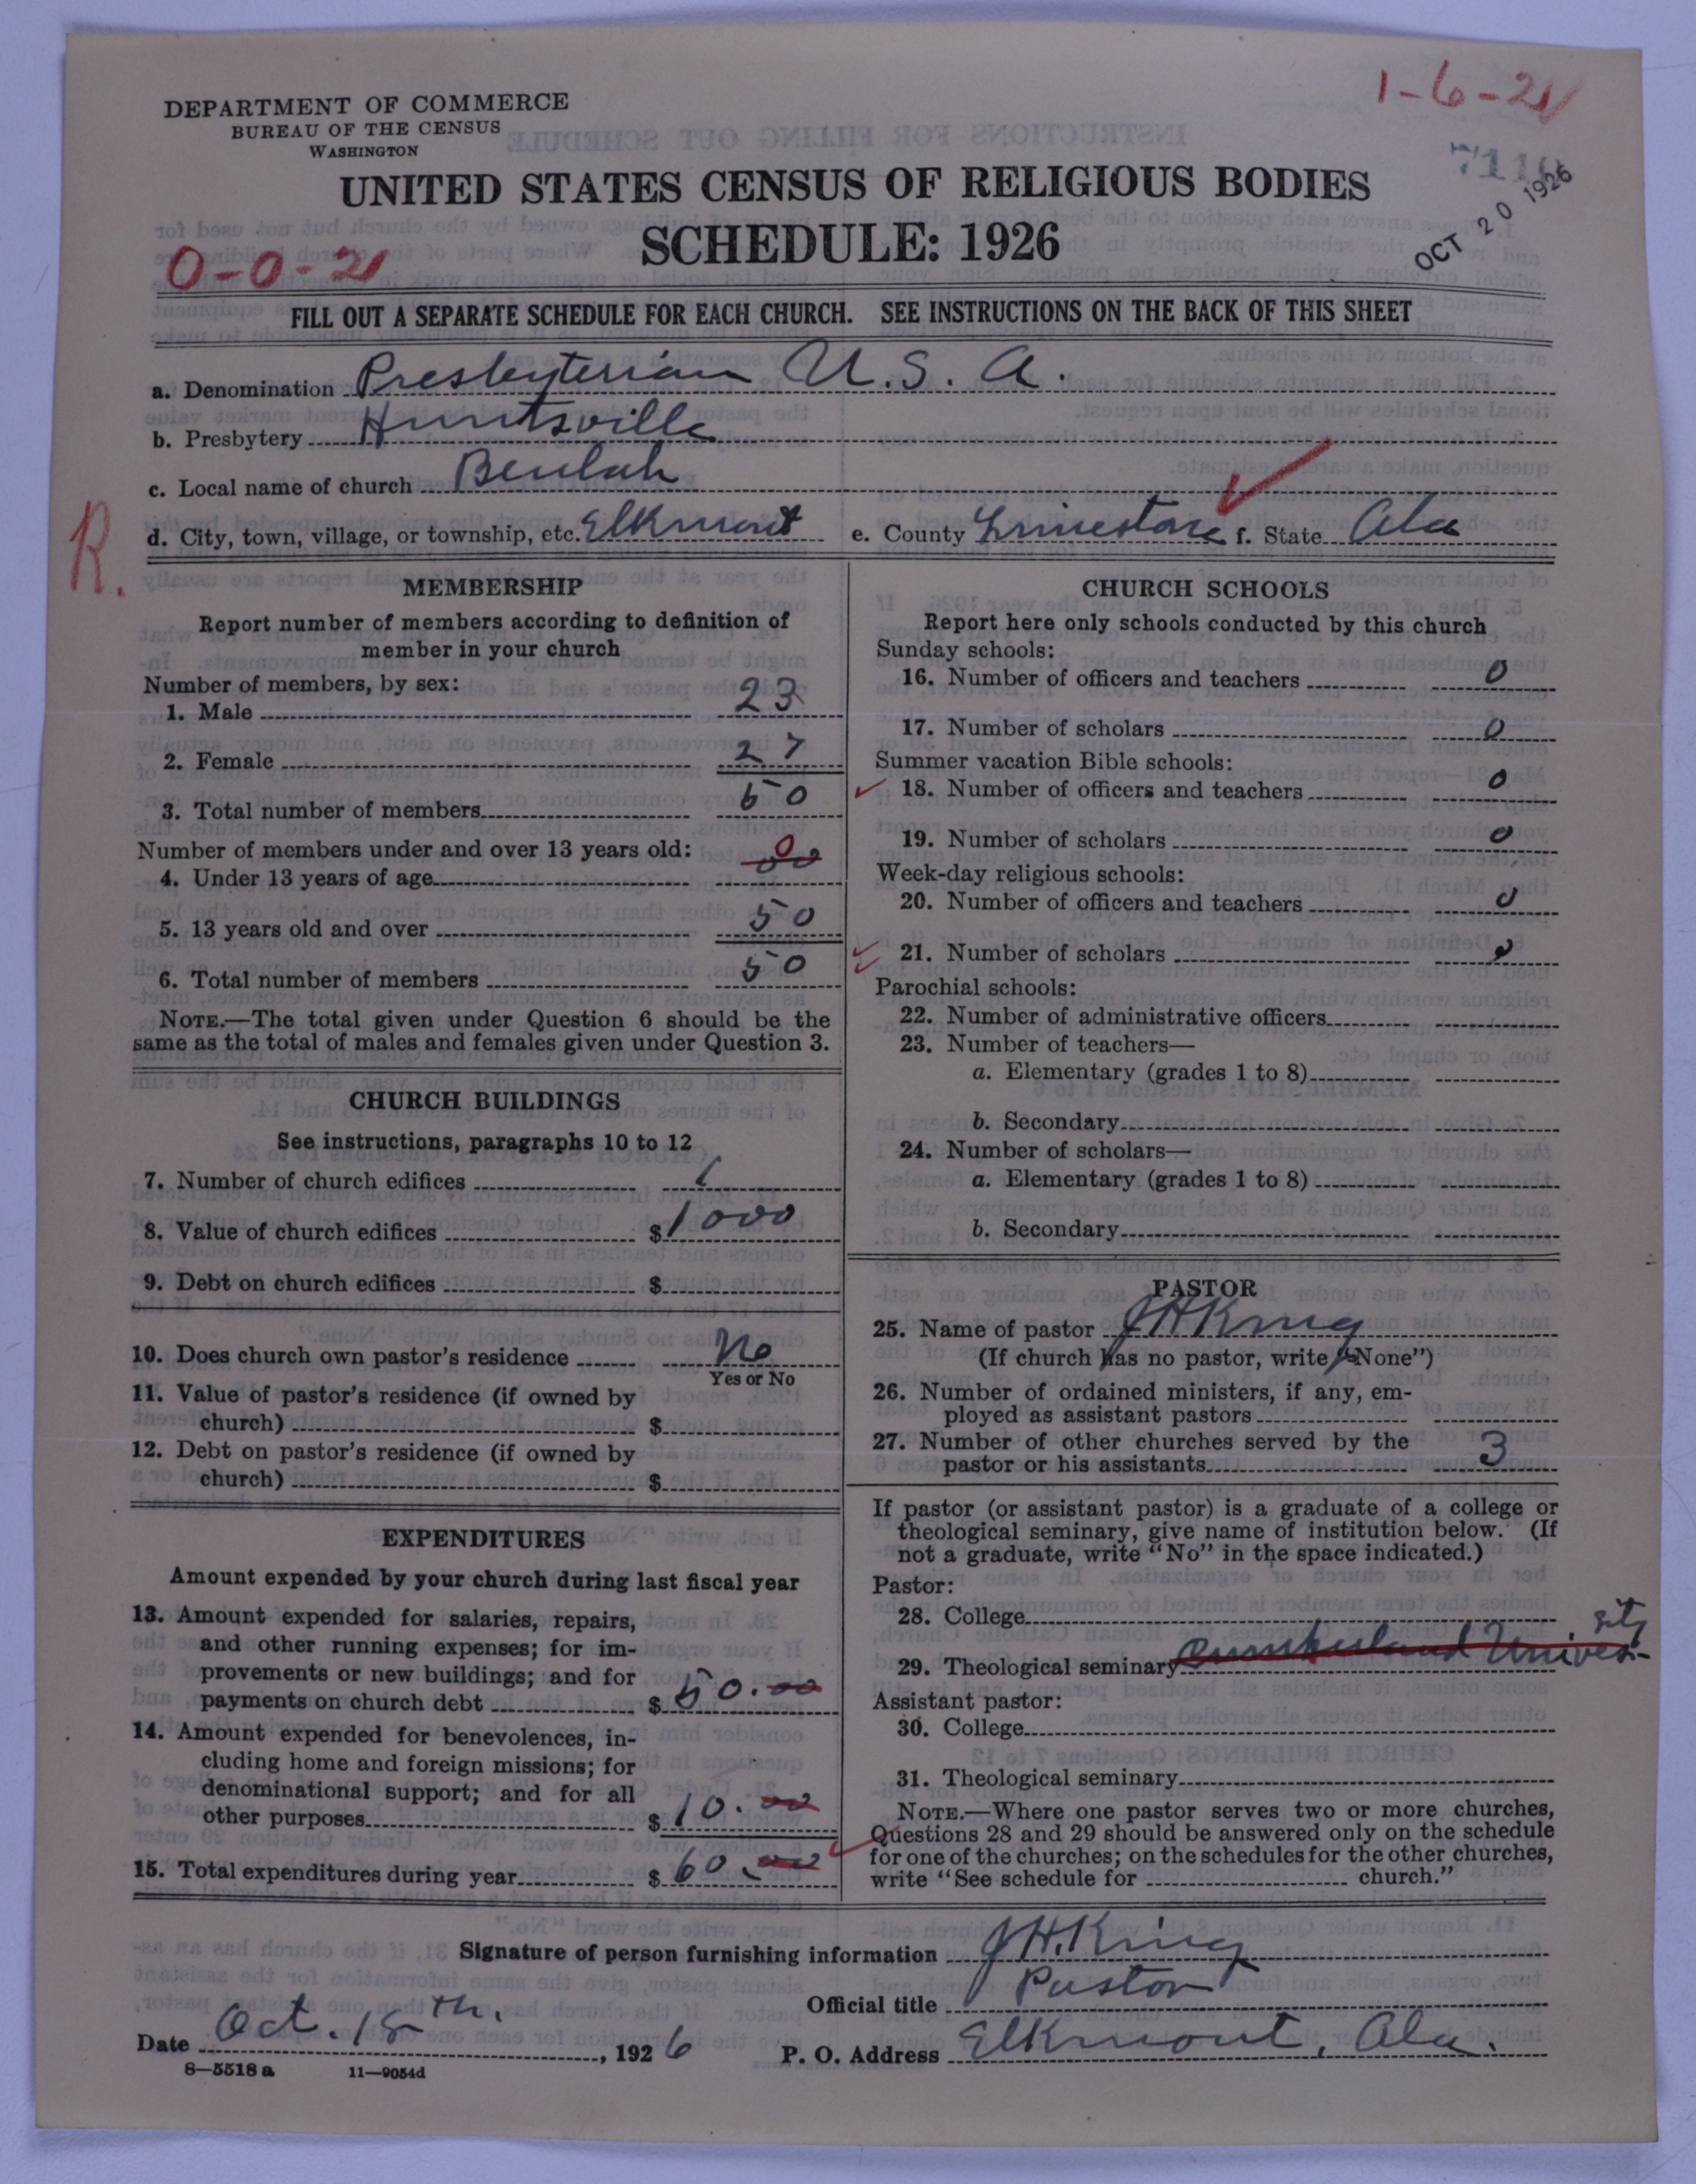 DEPARTMENT OF COMMERCE
BUREAU OF THE CENSUS
WASHINGTON
1-6-21
OCT 20 1926
UNITED STATES CENSUS OF RELIGIOUS BODIES
SCHEDULE: 1926
0-0-21
FILL OUT A SEPARATE SCHEDULE FOR EACH CHURCH. SEE INSTRUCTIONS ON THE BACK OF THIS SHEET
a. Denomination Presbyterian U.S.A.
b. Presbytery Huntsville
c. Local name of church Beulah
R.
d. City, town, village, or township, etc. Elkmont e. County Limestone f. State Ala
MEMBERSHIP
Report number of members according to definition of
member in your church
Number of members, by sex:
1. Male 23
2. Female 27
3. Total number of members 50
Number of members under and over 13 years old:
4. Under 13 years of age 0
5. 13 years old and over 50
6. Total number of members 50
NOTE.—The total given under Question 6 should be the
same as the total of males and females given under Question 3.
CHURCH BUILDINGS
See instructions, paragraphs 10 to 12
7. Number of church edifices 1
8. Value of church edifices $1000
9. Debt on church edifices $
10. Does church own pastor's residence No
Yes or No
11. Value of pastor's residence (if owned by
church) $
12. Debt on pastor's residence (if owned by
church) $
EXPENDITURES
Amount expended by your church during last fiscal year
13. Amount expended for salaries, repairs,
and other running expenses; for im-
provements or new buildings; and for
payments on church debt $50.00
14. Amount expended for benevolences, in-
cluding home and foreign missions; for
denominational support; and for all
other purposes $10.00
15. Total expenditures during year $60.00
CHURCH SCHOOLS
Report here only schools conducted by this church
Sunday schools:
16. Number of officers and teachers 0
17. Number of scholars 0
Summer vacation Bible schools:
18. Number of officers and teachers 0
19. Number of scholars 0
Week-day religious schools:
20. Number of officers and teachers 0
21. Number of scholars 0
Parochial schools:
22. Number of administrative officers
23. Number of teachers—
a. Elementary (grades 1 to 8)
b. Secondary
24. Number of scholars—
a. Elementary (grades 1 to 8)
b. Secondary
PASTOR
25. Name of pastor J H King
(If church has no pastor, write "None")
26. Number of ordained ministers, if any, em-
ployed as assistant pastors
27. Number of other churches served by the
pastor or his assistants 3
If pastor (or assistant pastor) is a graduate of a college or
theological seminary, give name of institution below. (If
not a graduate, write "No" in the space indicated.)
Pastor:
28. College
29. Theological seminary Cumberland Univer-
sity
Assistant pastor:
30. College
31. Theological seminary
NOTE.—Where one pastor serves two or more churches,
Questions 28 and 29 should be answered only on the schedule
for one of the churches; on the schedules for the other churches,
write "See schedule for church."
Signature of person furnishing information J H. King
Official title Pastor
Date Oct. 18th., 1926 P. O. Address Elkmont, Ala.
8—5518a 11—9054d